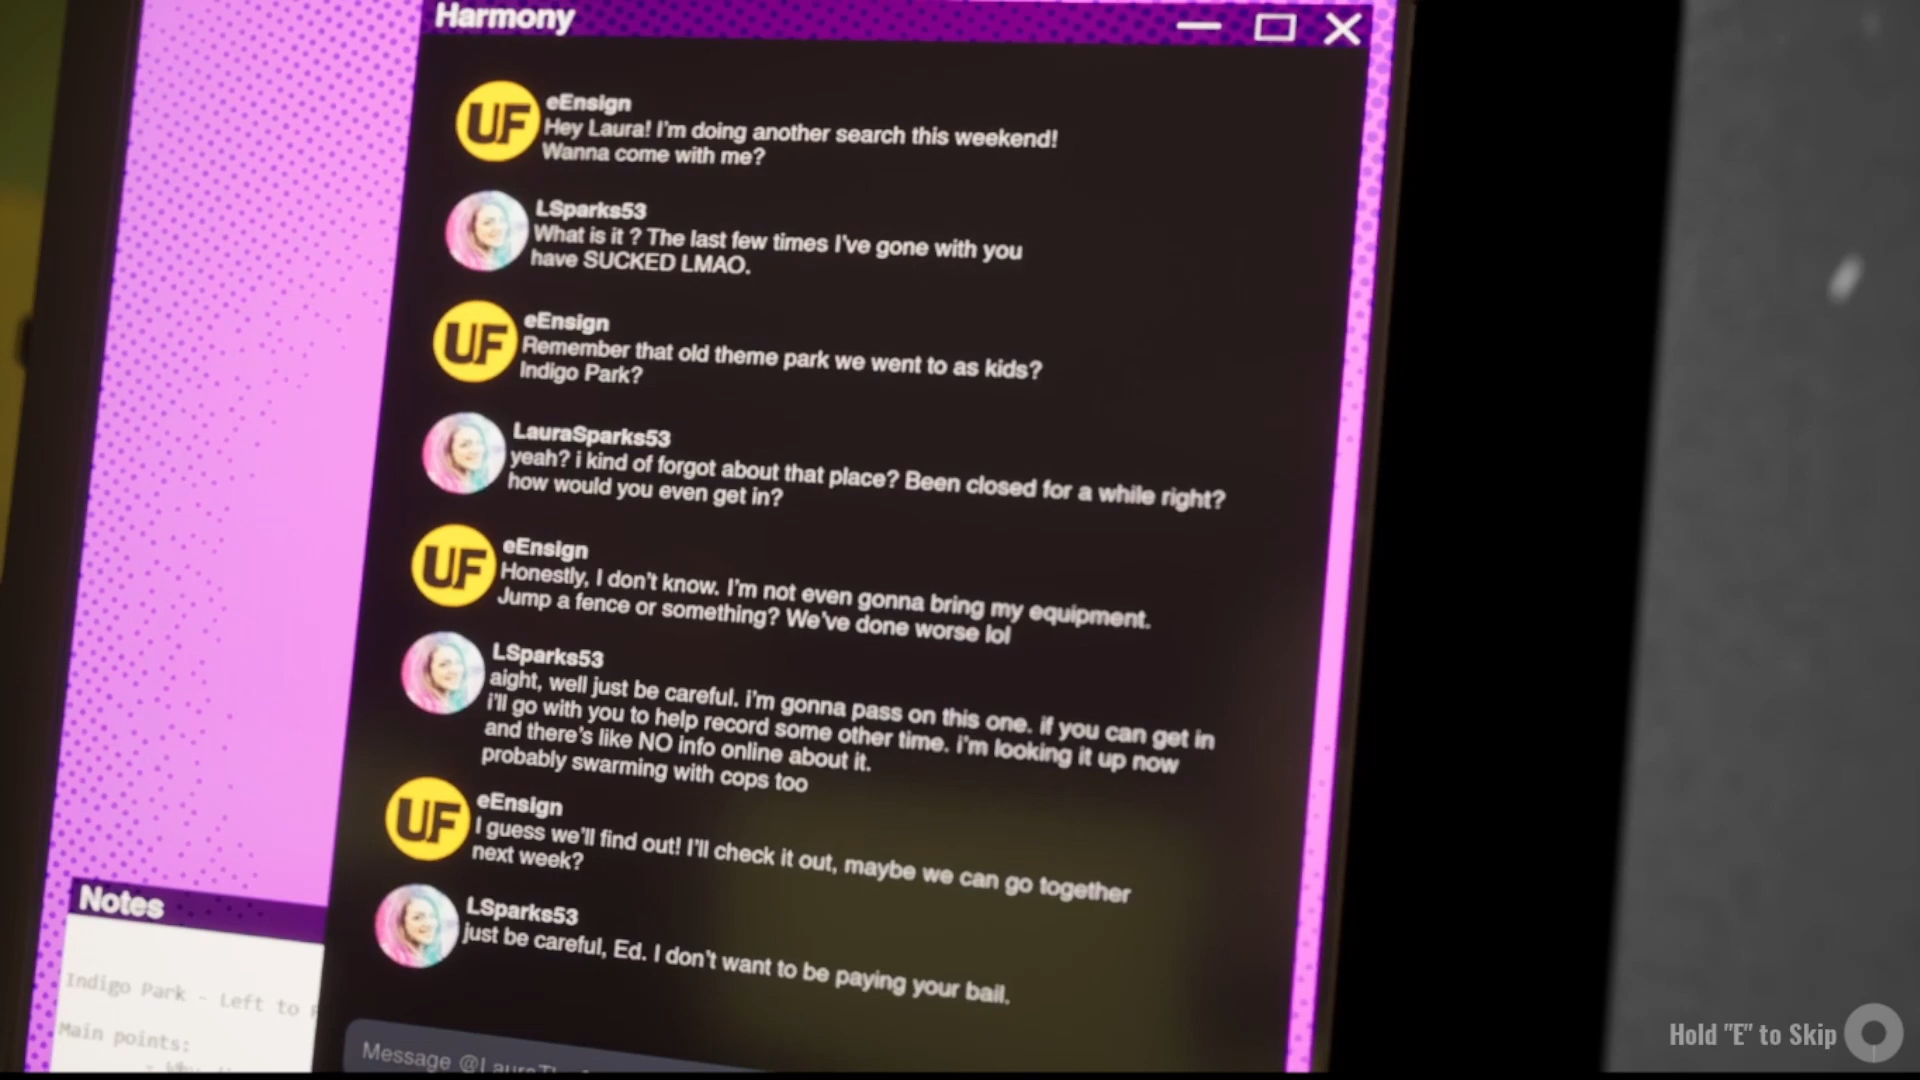 Harmony
UF
eEnsign
Hey Laura! I'm doing another search this weekend!
Wanna come with me?
LSparks53
What is it ? The last few times I've gone with you
have SUCKED LMAO.
UF
eEnsign
Remember that old theme park we went to as kids?
Indigo Park?
LauraSparks53
yeah? i kind of forgot about that place? Been closed for a while right?
how would you even get in?
UF
eEnsign
Honestly, I don't know. I'm not even gonna bring my equipment.
Jump a fence or something? We've done worse lol
LSparks53
aight, well just be careful. i'm gonna pass on this one. if you can get in
i'll go with you to help record some other time. i'm looking it up now
and there's like NO info online about it.
probably swarming with cops too
UF
eEnsign
I guess we'll find out! I'll check it out, maybe we can go together
next week?
LSparks53
just be careful, Ed. I don't want to be paying your bail.
Message
Notes
Indigo Park - Left to
Main points:
Hold "E" to Skip